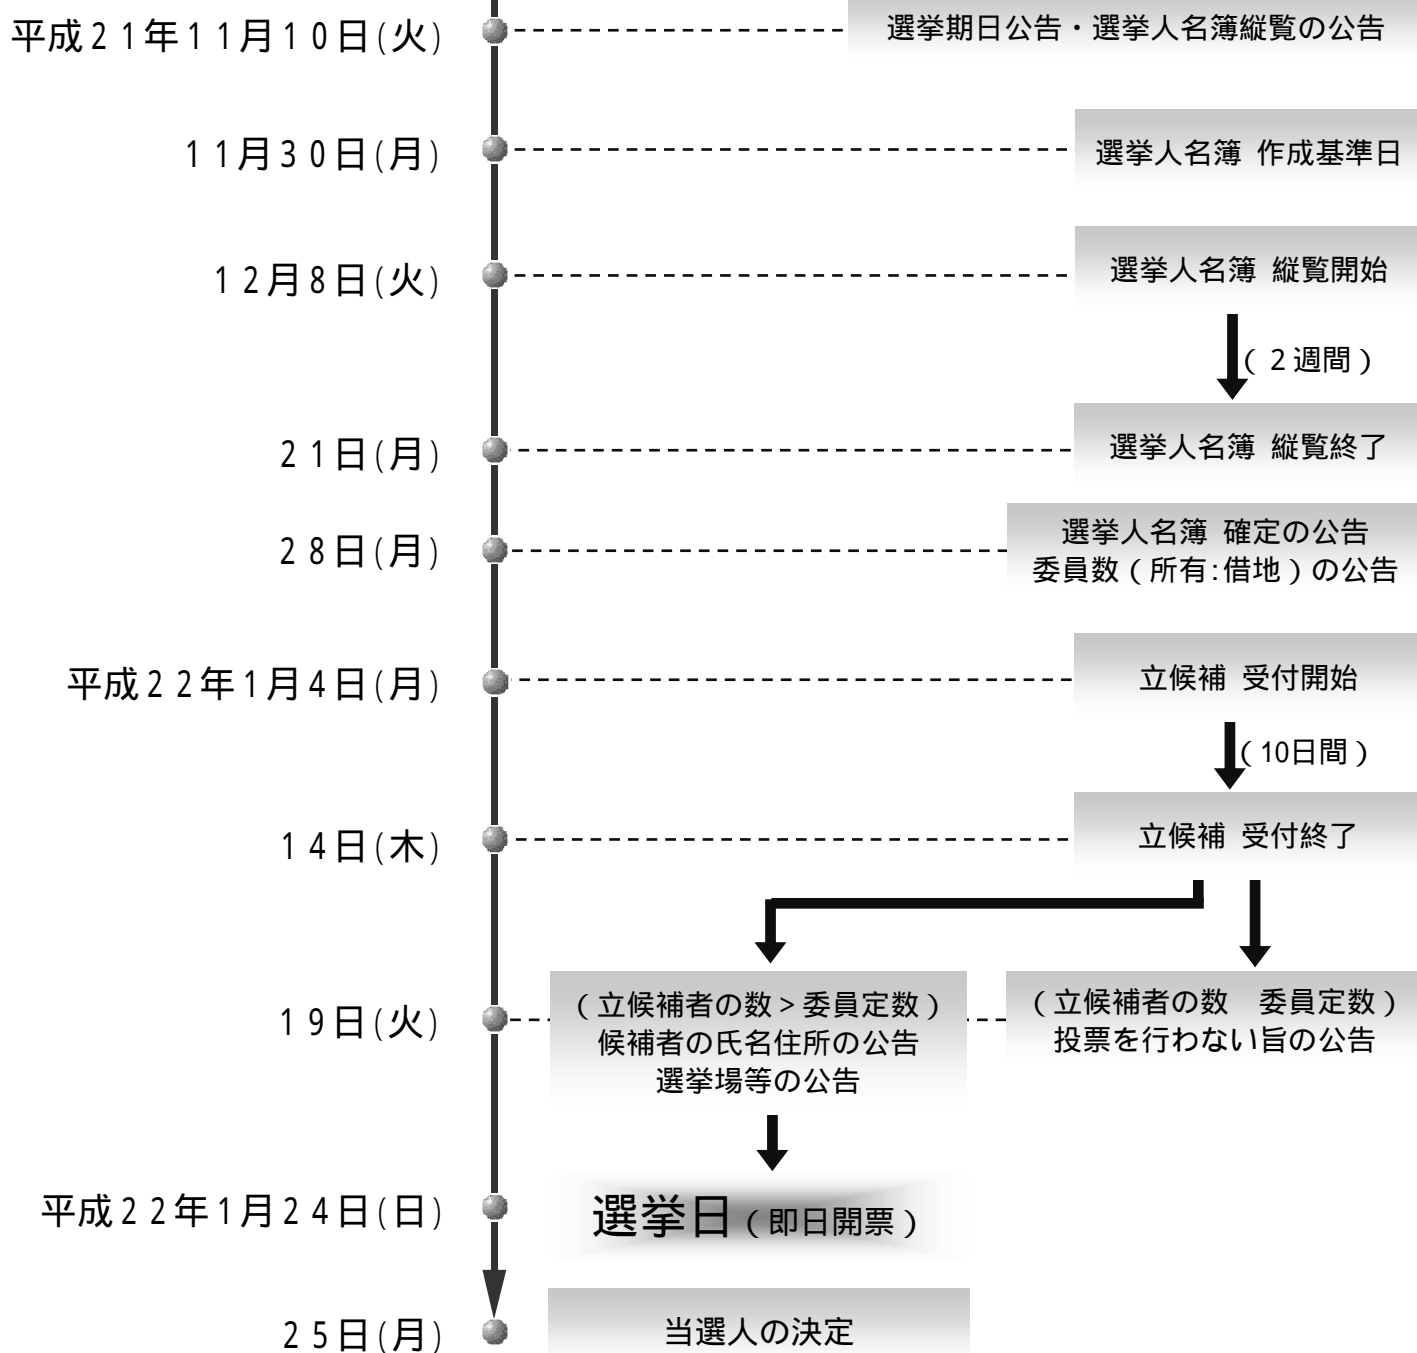 平成21年11月10日(火)
選挙期日公告・選挙人名簿縦覧の公告
11月30日(月)
選挙人名簿 作成基準日
12月8日(火)
選挙人名簿 縦覧開始
(2週間)
21日(月)
選挙人名簿 縦覧終了
28日(月)
選挙人名簿 確定の公告
委員数(所有:借地)の公告
平成22年1月4日(月)
立候補 受付開始
(10日間)
14日(木)
立候補 受付終了
19日(火)
(立候補者の数>委員定数)
候補者の氏名住所の公告
選挙場等の公告
(立候補者の数 委員定数)
投票を行わない旨の公告
平成22年1月24日(日)
選挙日(即日開票)
25日(月)
当選人の決定